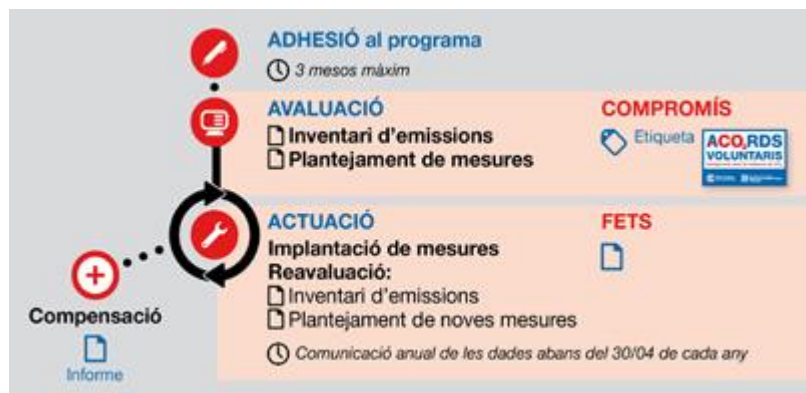 ADHESIÓ al programa
3 mesos màxim
AVALUACIÓ
Inventari d'emissions
Plantejament de mesures
COMPROMÍS
Etiqueta
ACO₂RDS
VOLUNTARIS
ACTUACIÓ
Implantació de mesures
Reavaluació:
Inventari d'emissions
Plantejament de noves mesures
Comunicació anual de les dades abans del 30/04 de cada any
FETS
Compensació
Informe